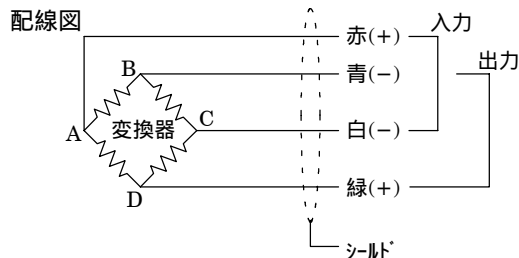 配線図
赤(+)
入力
B
青(-)
出力
A
変換器
C
白(-)
D
緑(+)
ｼｰﾙﾄﾞ